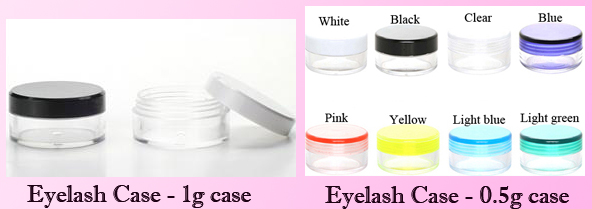 White Black Clear Blue
Pink Yellow Light blue Light green
Eyelash Case - 1g case
Eyelash Case - 0.5g case